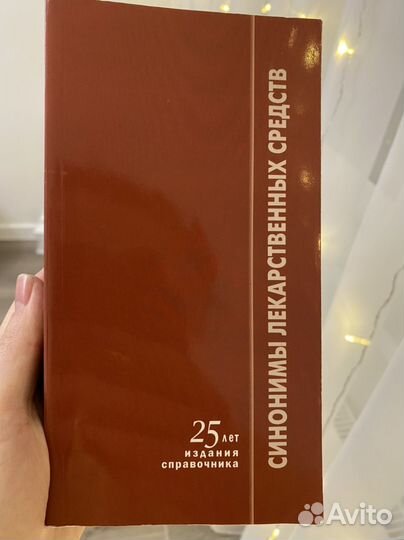 СИНОНИМЫ ЛЕКАРСТВЕННЫХ СРЕДСТВ
25 лет
издания
справочника
Avito